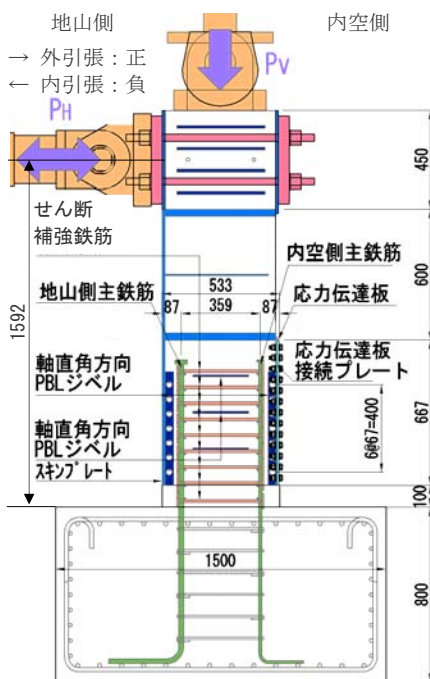 地山側
内空側
→ 外引張：正
← 内引張：負
PV
PH
450
せん断
補強鉄筋
内空側主鉄筋
600
地山側主鉄筋
533
87
359
87
応力伝達板
1592
応力伝達板
接続プレート
軸直角方向
PBLジベル
6@67=400
667
軸直角方向
PBLジベル
スキンプレート
100
1500
800